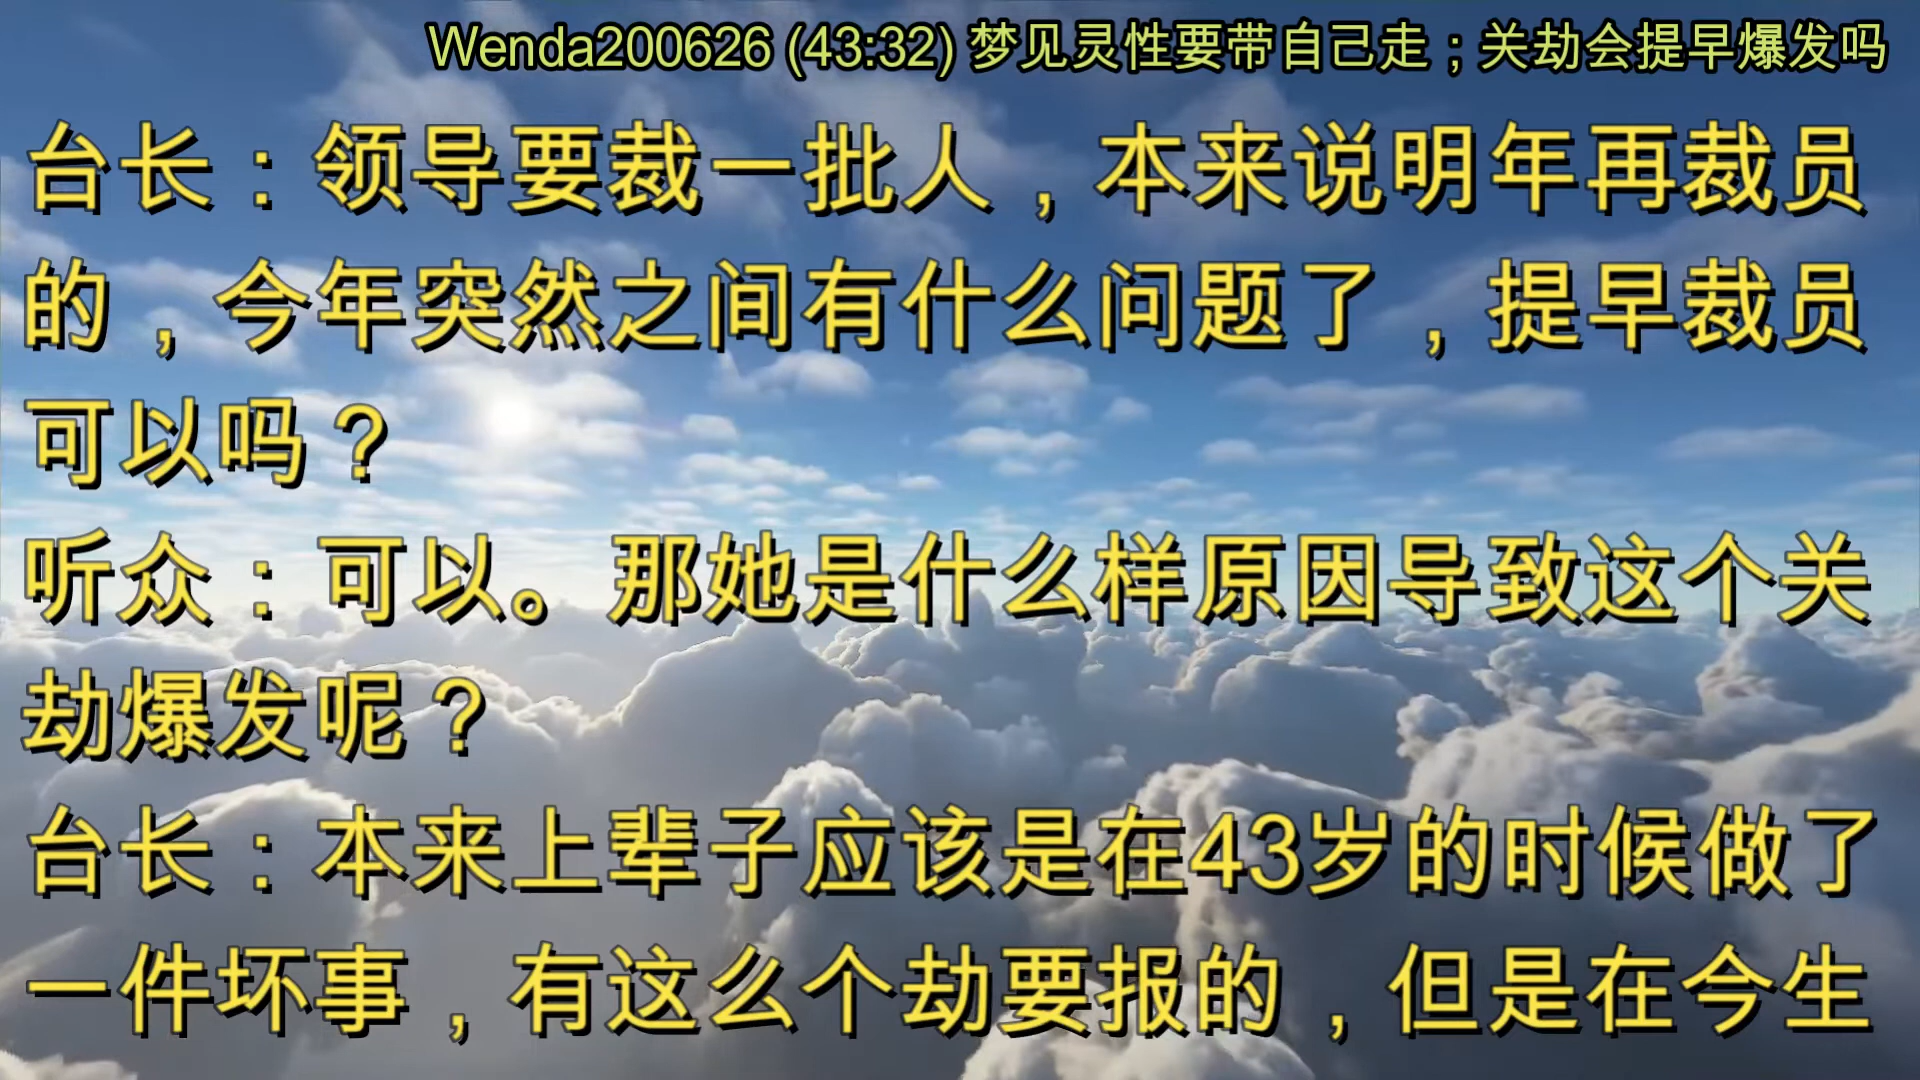 Wenda200626 (43:32) 梦见灵性要带自己走；关劫会提早爆发吗
台长：领导要裁一批人，本来说明年再裁员
的，今年突然之间有什么问题了，提早裁员
可以吗？
听众：可以。那她是什么样原因导致这个关
劫爆发呢？
台长：本来上辈子应该是在43岁的时候做了
一件坏事，有这么个劫要报的，但是在今生